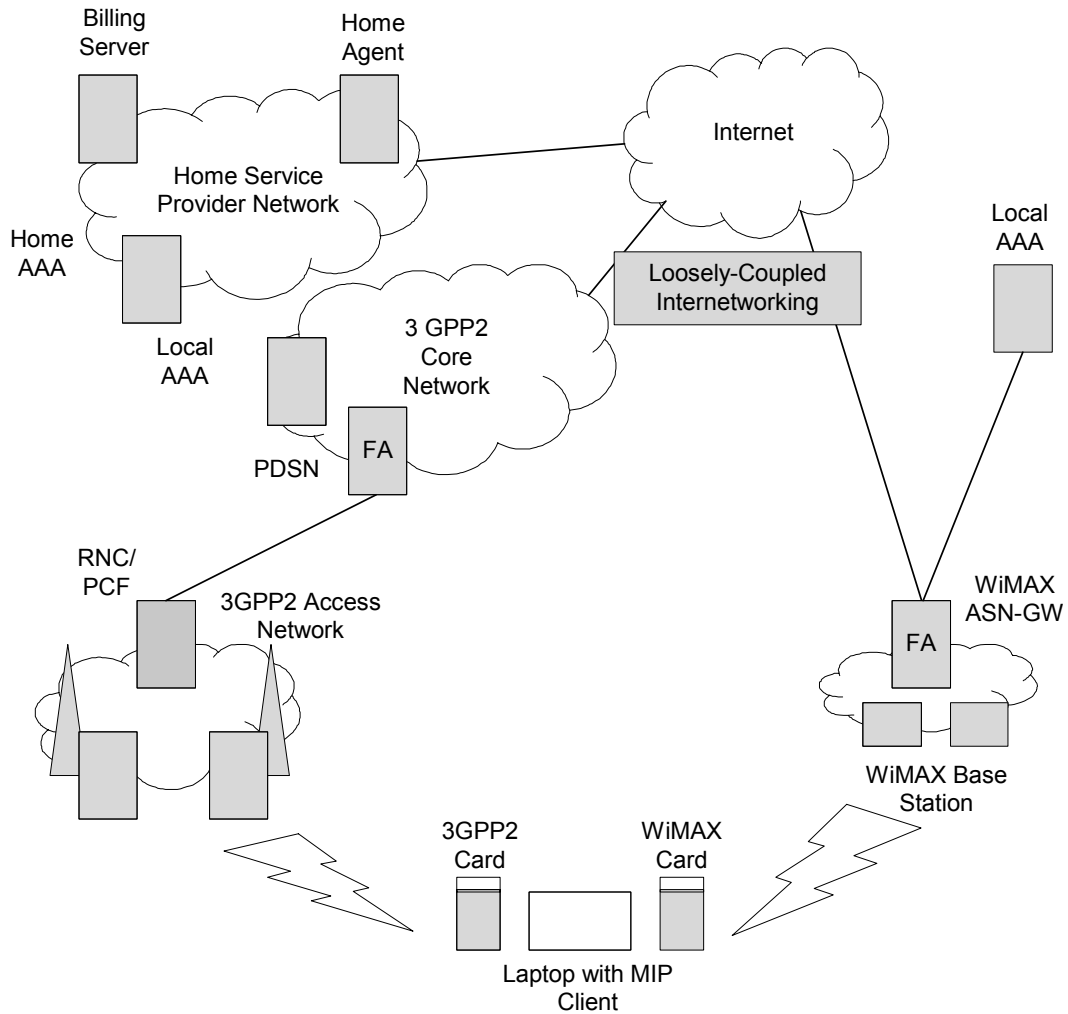 Billing
Server
Home
Agent
Internet
Home Service
Provider Network
Local
AAA
Home
AAA
Loosely-Coupled
Internetworking
3 GPP2
Core
Network
Local
AAA
FA
PDSN
RNC/
PCF
3GPP2 Access
Network
WiMAX
ASN-GW
FA
WiMAX Base
Station
3GPP2
Card
WiMAX
Card
Laptop with MIP
Client